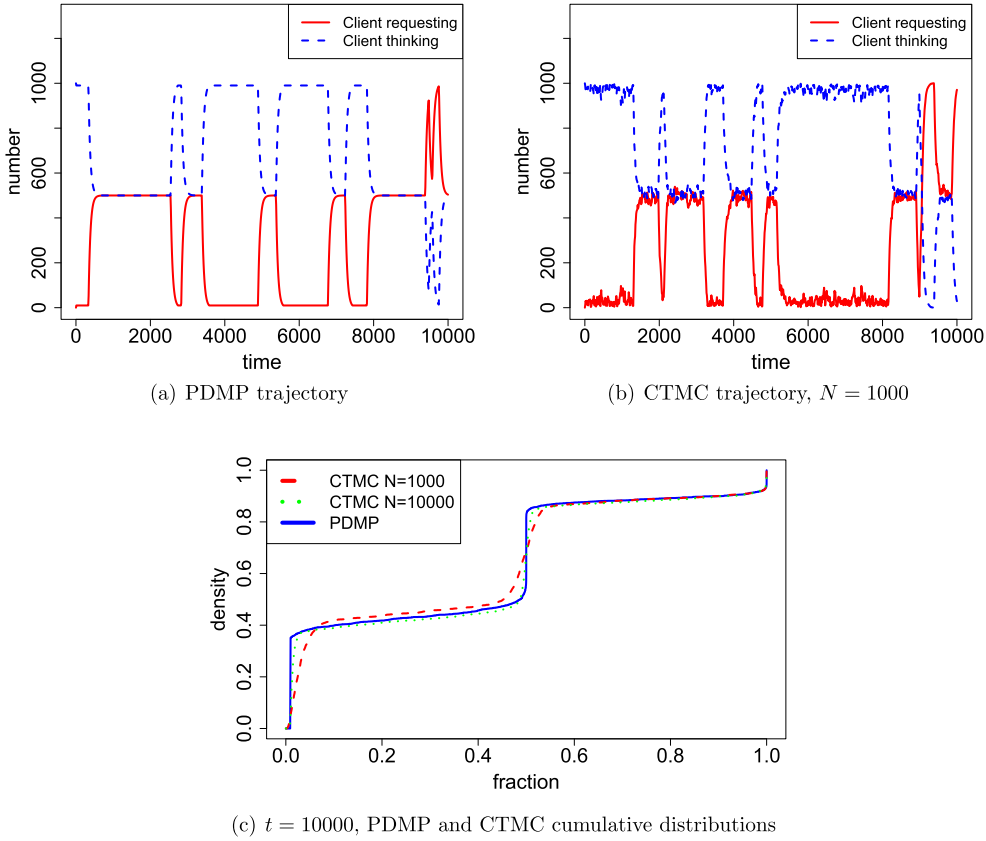 Client requesting
Client thinking
number
0
200
600
1000
0
2000
4000
6000
8000
10000
time
(a) PDMP trajectory
Client requesting
Client thinking
number
0
200
600
1000
0
2000
4000
6000
8000
10000
time
(b) CTMC trajectory, N = 1000
CTMC N=1000
CTMC N=10000
PDMP
density
0.0
0.2
0.4
0.6
0.8
1.0
0.0
0.2
0.4
0.6
0.8
1.0
fraction
(c) t = 10000, PDMP and CTMC cumulative distributions